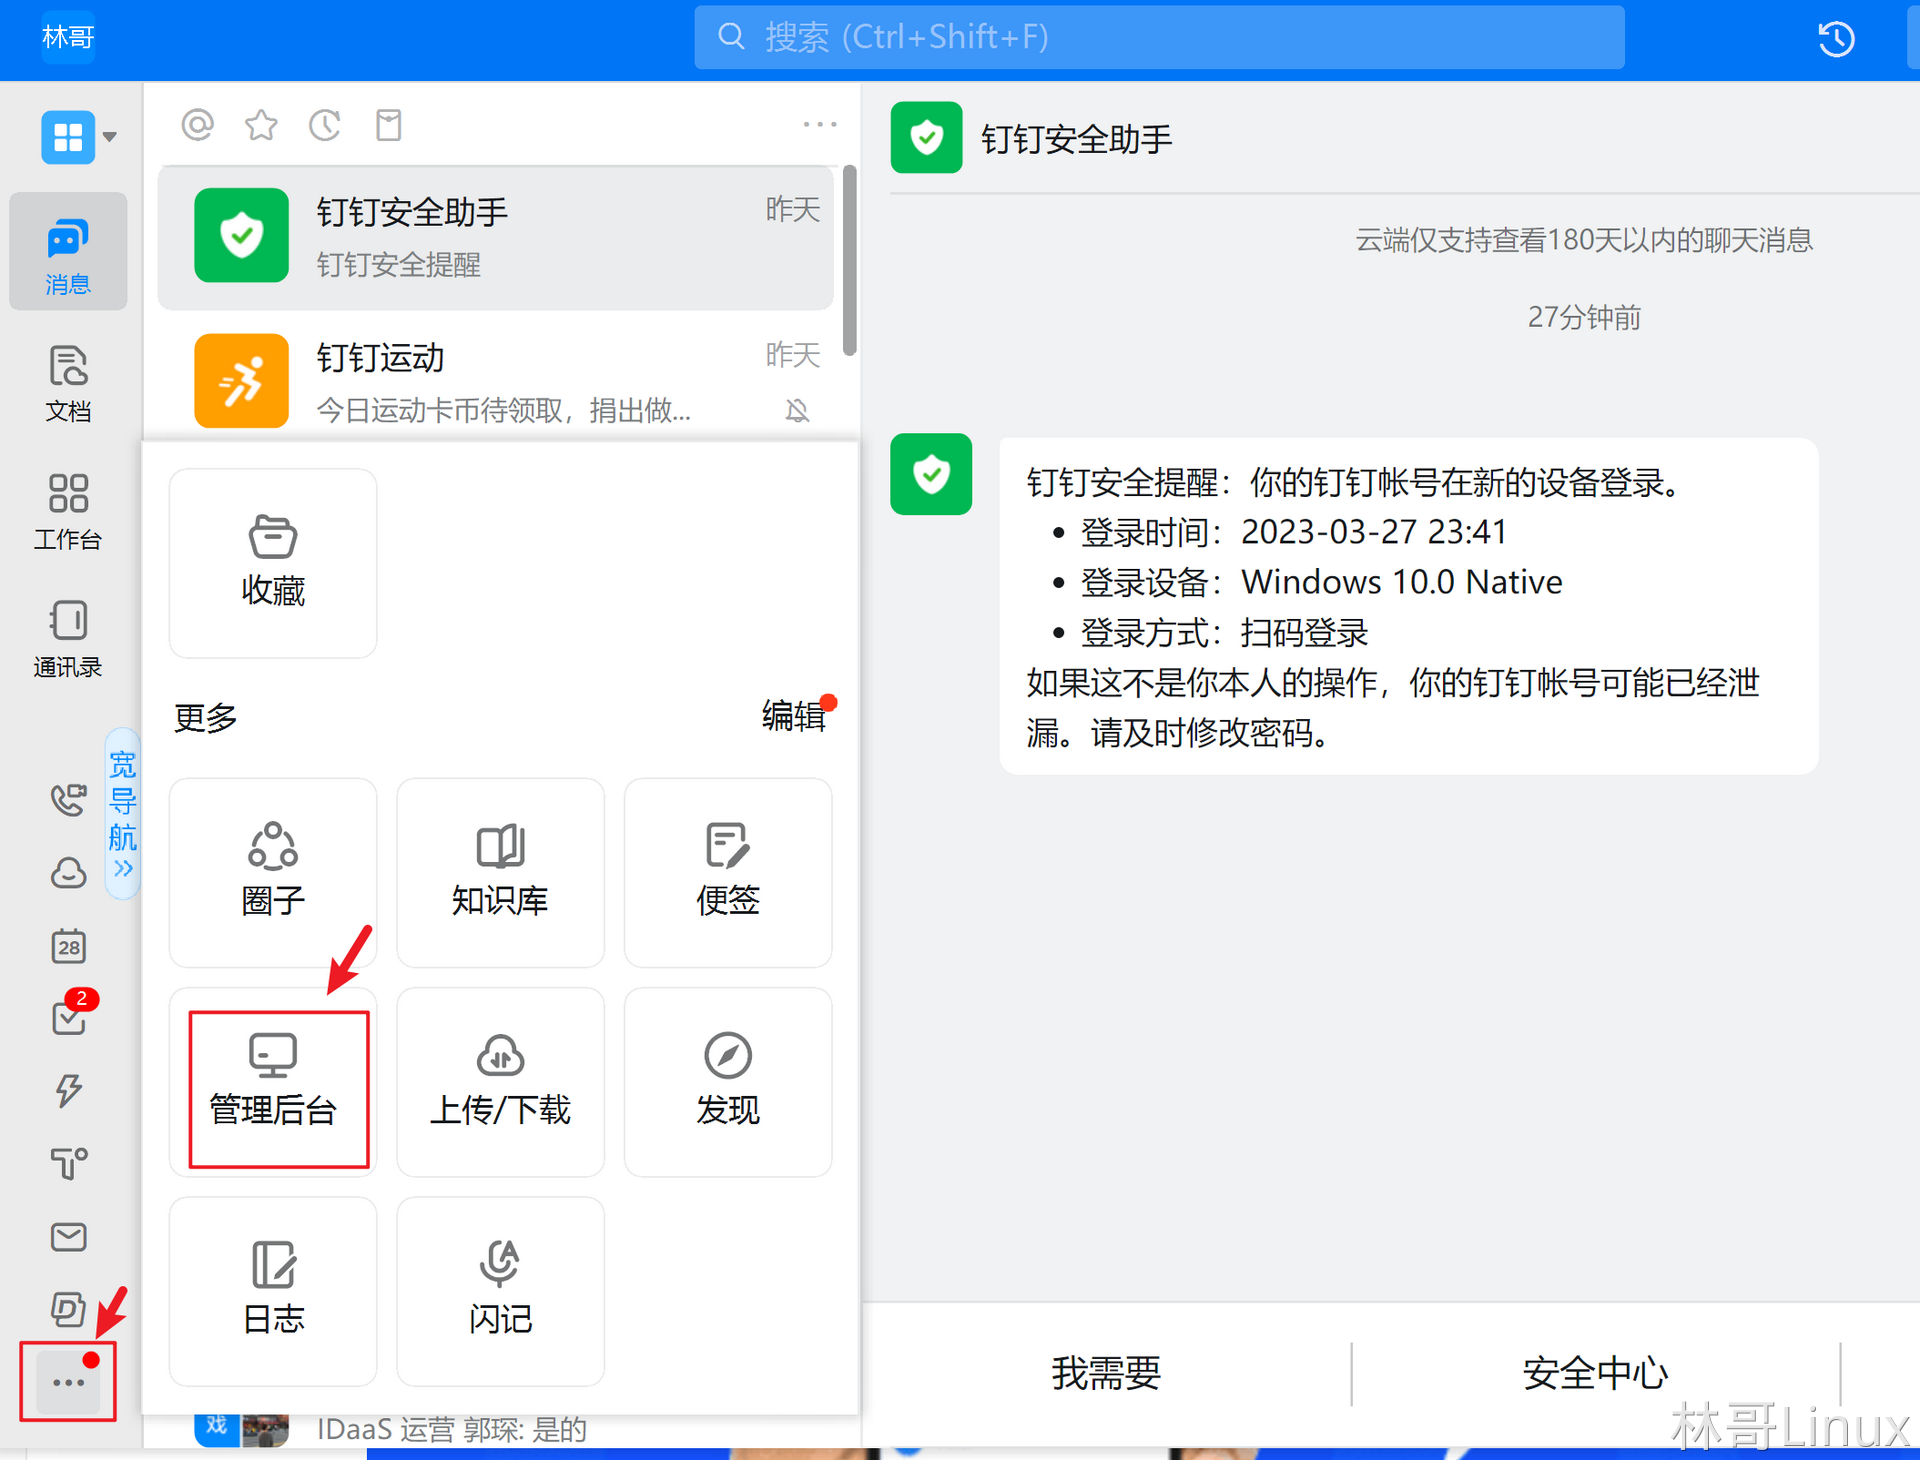 林哥
搜索 (Ctrl+Shift+F)
消息
文档
工作台
通讯录
宽导航
28
2
钉钉安全助手
昨天
钉钉安全提醒
钉钉运动
昨天
今日运动卡币待领取，捐出做...
收藏
更多
编辑
圈子
知识库
便签
管理后台
上传/下载
发现
日志
闪记
戏
IDaaS 运营 郭琛: 是的
钉钉安全助手
云端仅支持查看180天以内的聊天消息
27分钟前
钉钉安全提醒：你的钉钉帐号在新的设备登录。
• 登录时间：2023-03-27 23:41
• 登录设备：Windows 10.0 Native
• 登录方式：扫码登录
如果这不是你本人的操作，你的钉钉帐号可能已经泄
漏。请及时修改密码。
我需要
安全中心
林哥Linux